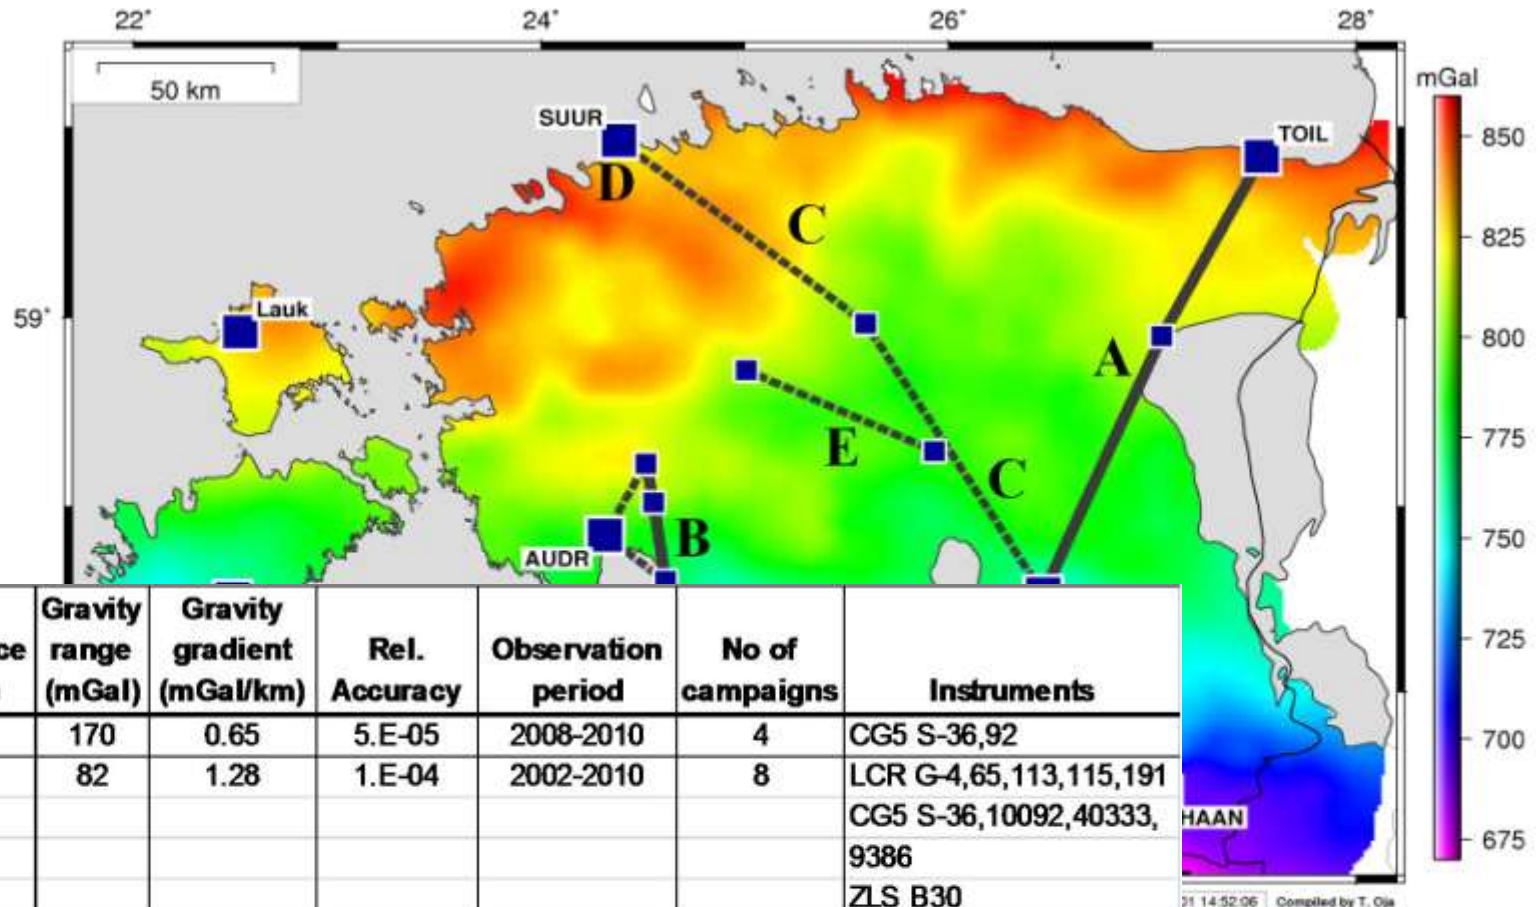 22° 24° 26° 28°
50 km
mGal
SUUR
TOIL
850
D
C
825
Lauk
59°
800
A
E
775
C
B
AUDR
750
Gravity range (mGal)
Gravity gradient (mGal/km)
Rel. Accuracy
Observation period
No of campaigns
Instruments
725
170 0.65 5.E-05 2008-2010 4 CG5 S-36,92
700
82 1.28 1.E-04 2002-2010 8 LCR G-4,65,113,115,191
CG5 S-36,10092,40333,
HAAN
675
9386
ZLS B30
14:52:06 Compiled by T. Oja